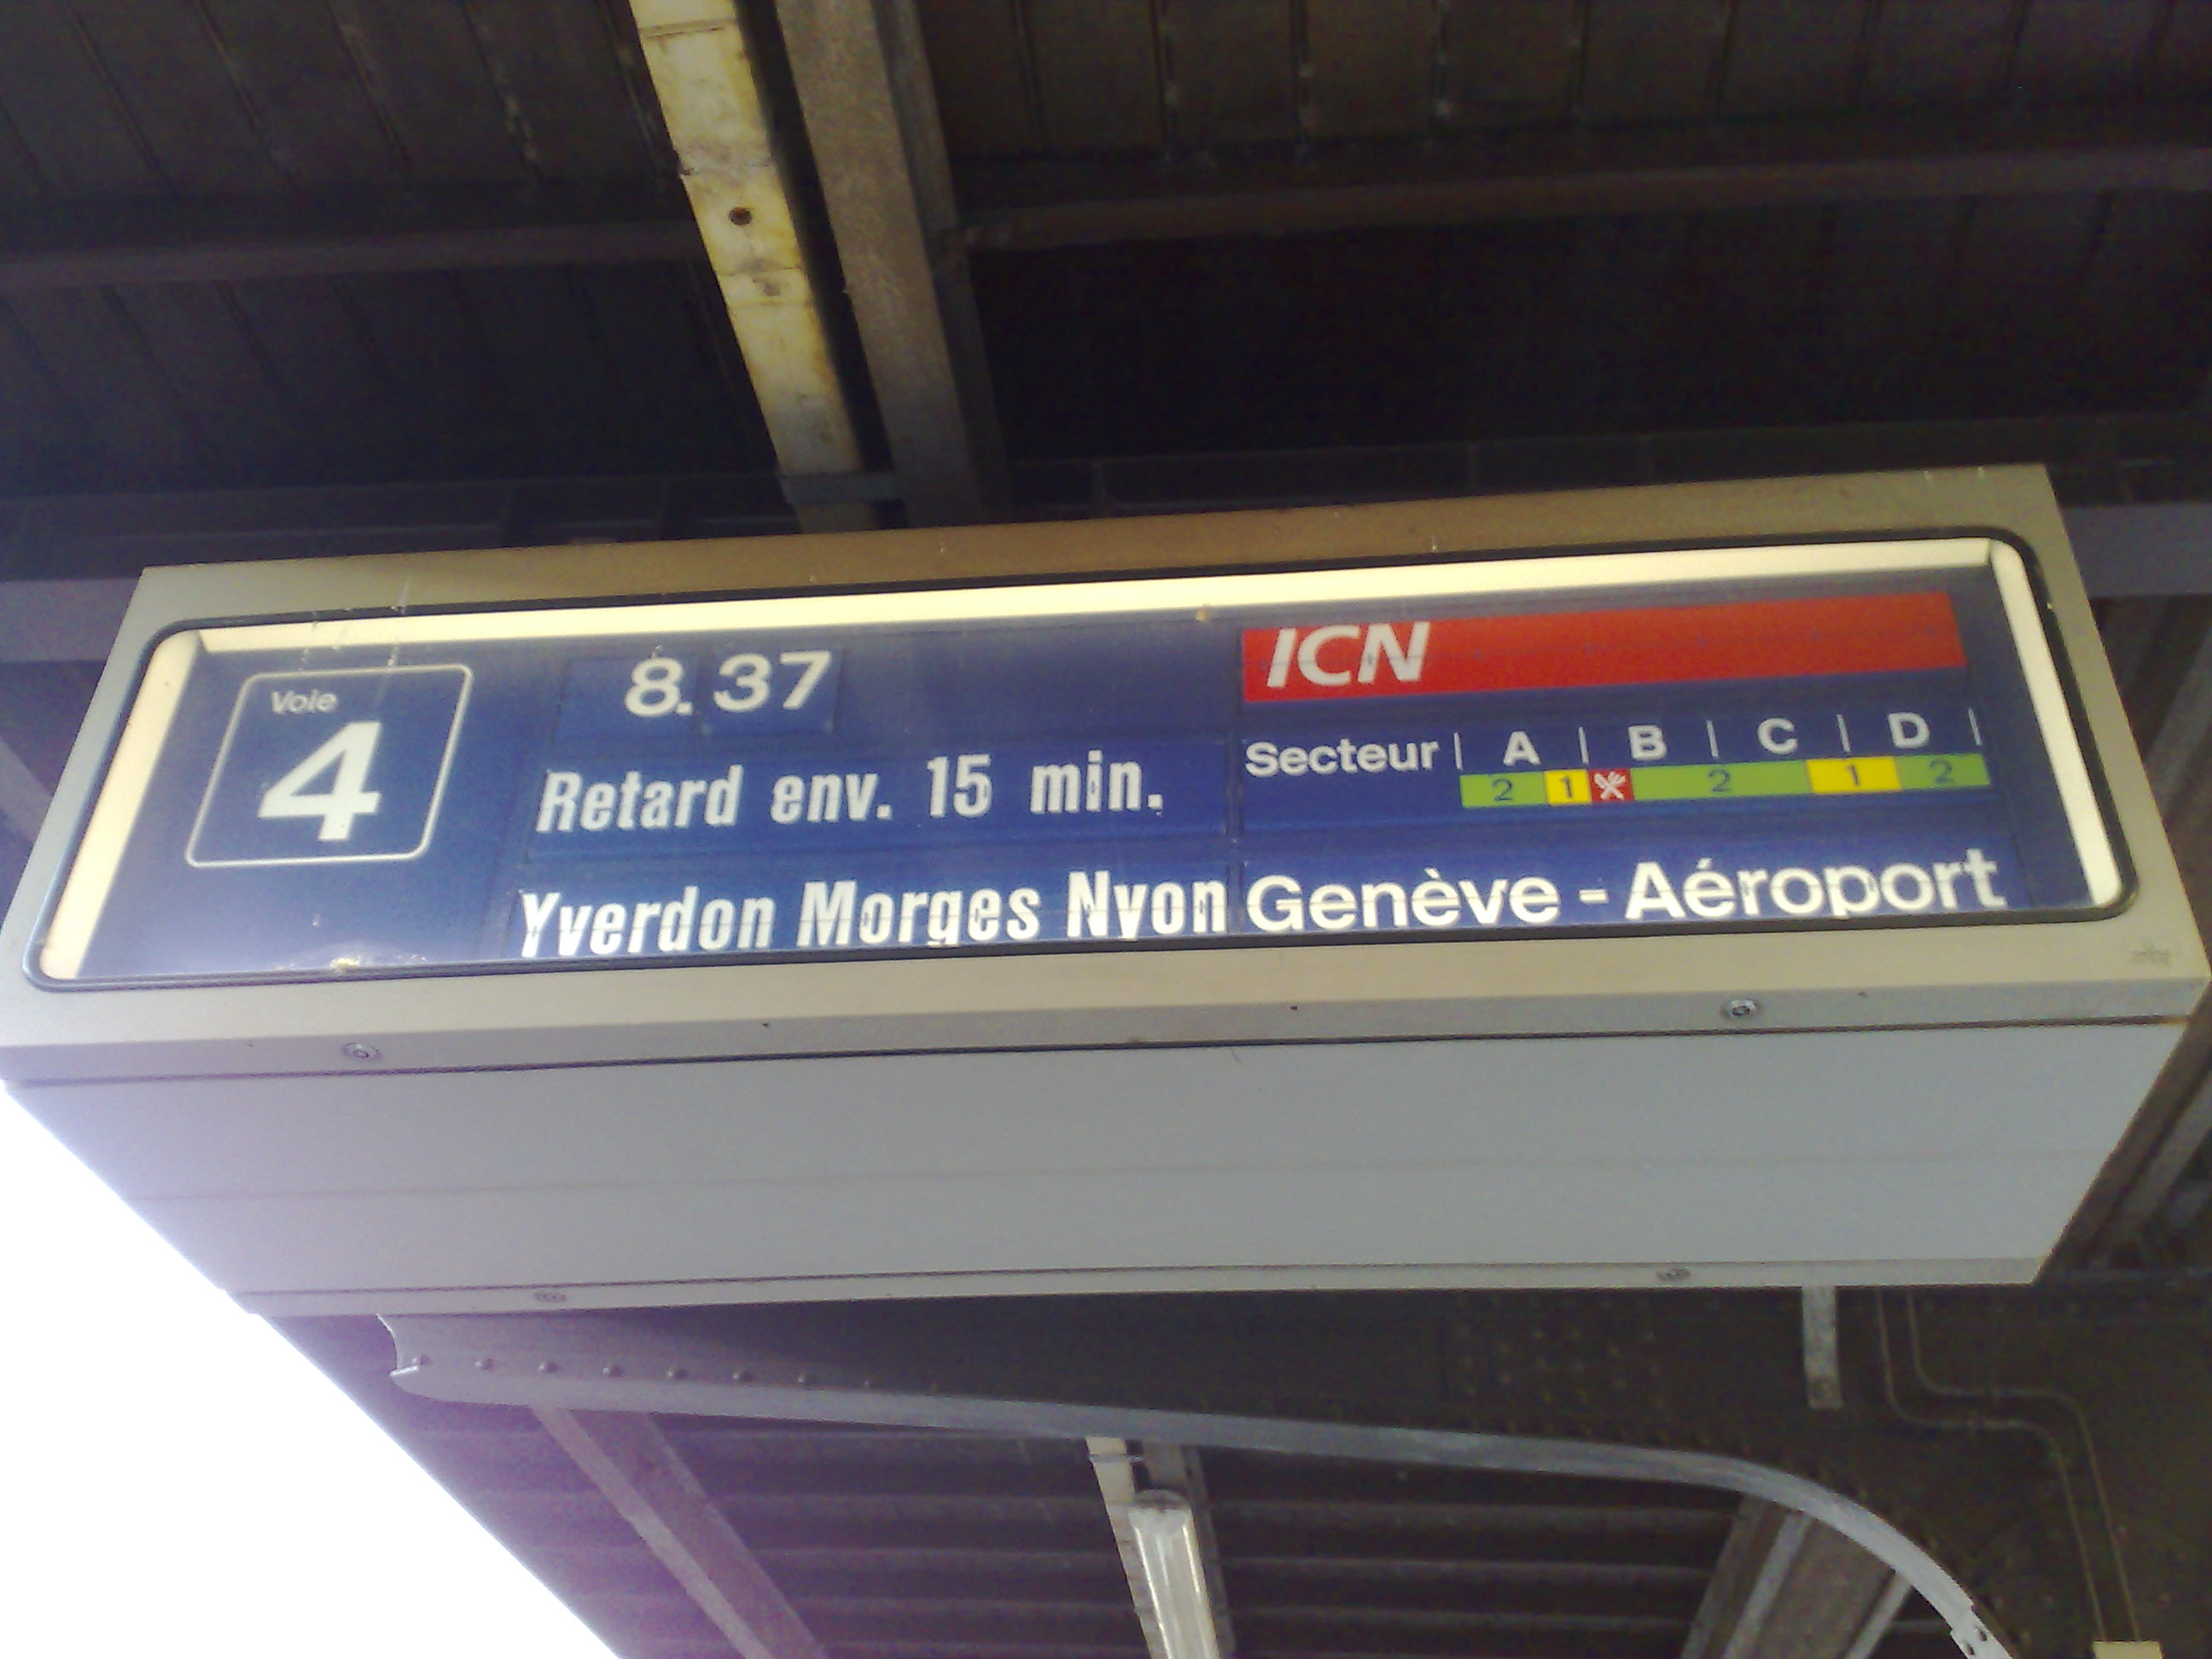 Voie
4
8.37
Retard env. 15 min.
Yverdon Morges Nyon Genève - Aéroport
ICN
Secteur | A | B | C | D |
2 1 2 1 2